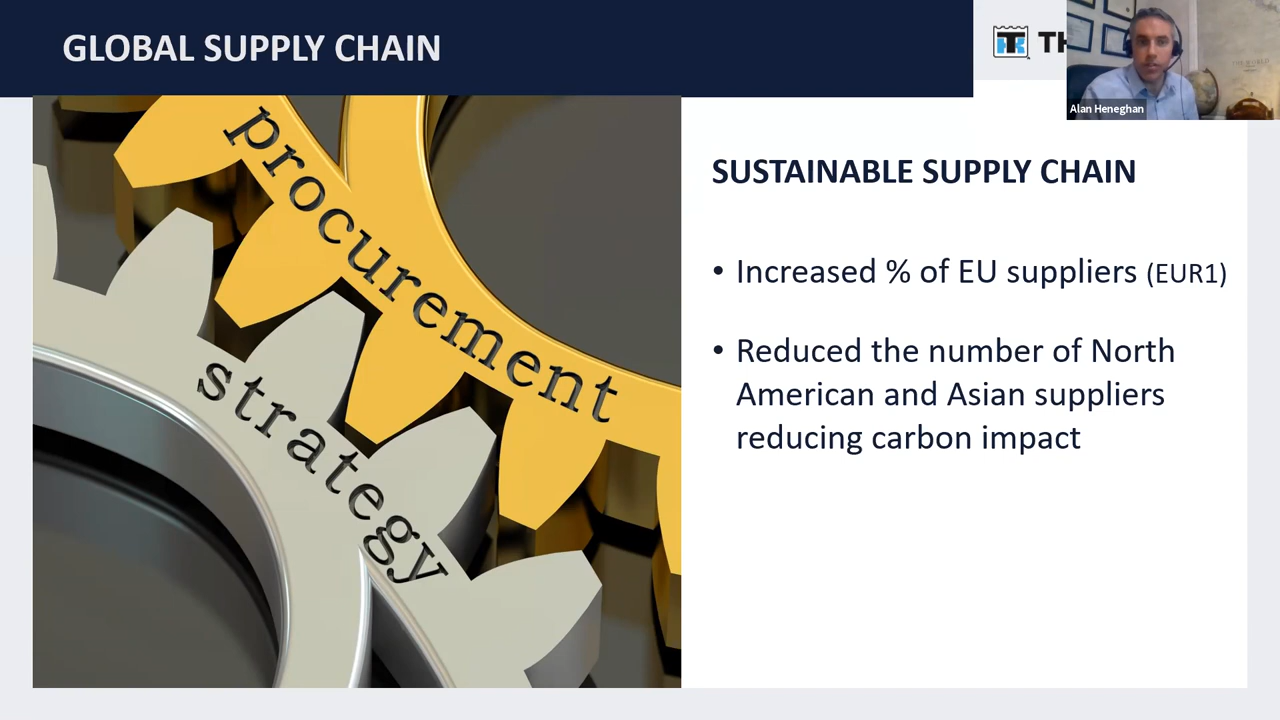 GLOBAL SUPPLY CHAIN
TH
Alan Heneghan
procurement
strategy
SUSTAINABLE SUPPLY CHAIN
• Increased % of EU suppliers (EUR1)
• Reduced the number of North
American and Asian suppliers
reducing carbon impact